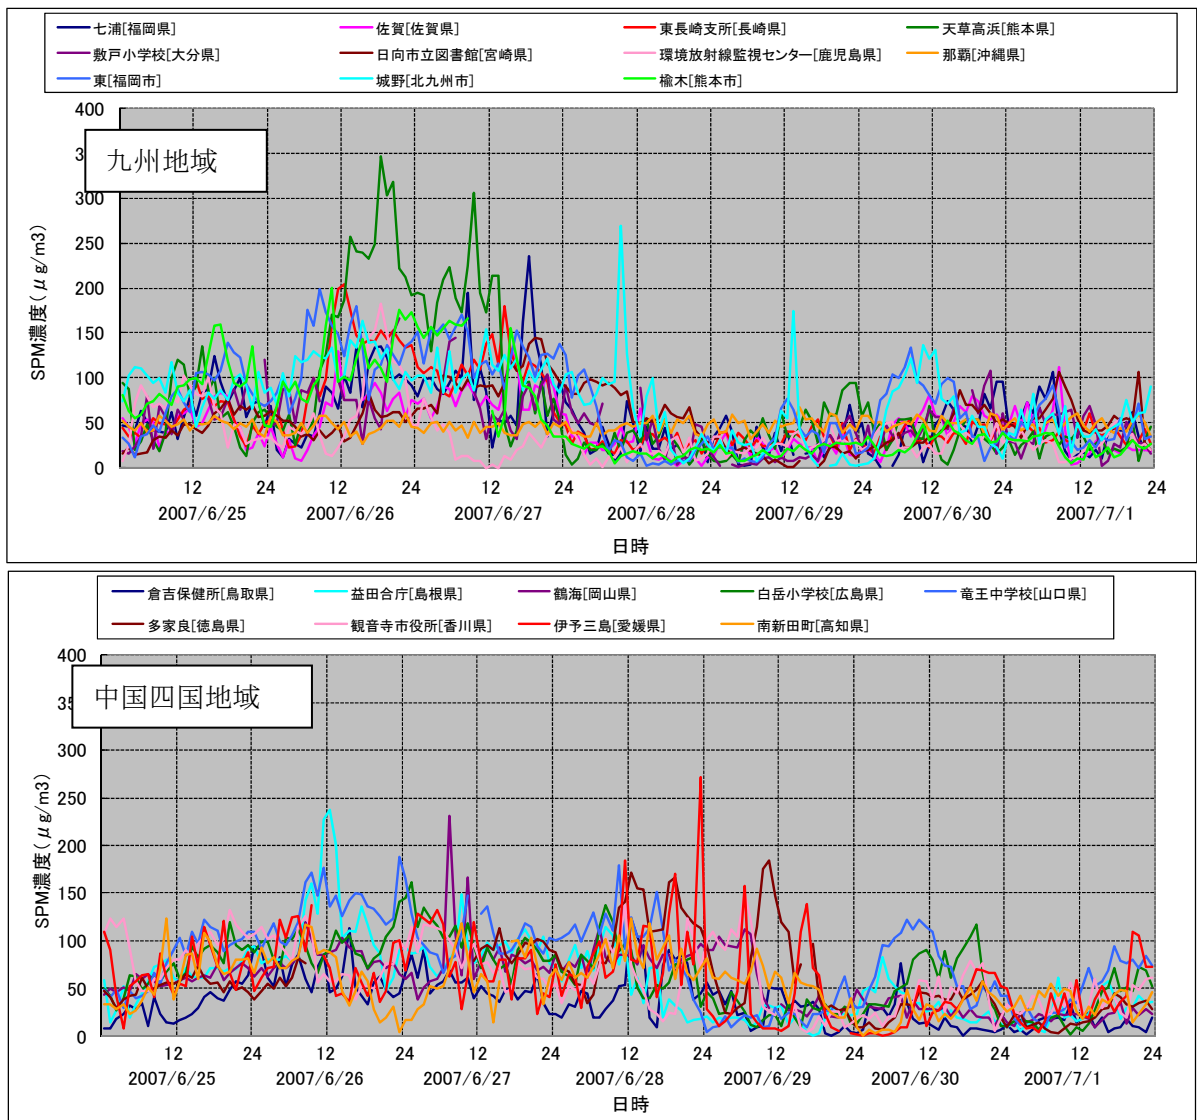 七浦[福岡県] 佐賀[佐賀県] 東長崎支所[長崎県] 天草高浜[熊本県]
敷戸小学校[大分県] 日向市立図書館[宮崎県] 環境放射線監視センター[鹿児島県] 那覇[沖縄県]
東[福岡市] 城野[北九州市] 楡木[熊本市]
400
九州地域
35
300
250
200
150
100
50
0
SPM濃度(μg/m3)
12 24 12 24 12 24 12 24 12 24 12 24 12 24
2007/6/25 2007/6/26 2007/6/27 2007/6/28 2007/6/29 2007/6/30 2007/7/1
日時
倉吉保健所[鳥取県] 益田合庁[島根県] 鶴海[岡山県] 白岳小学校[広島県] 竜王中学校[山口県]
多家良[徳島県] 観音寺市役所[香川県] 伊予三島[愛媛県] 南新田町[高知県]
400
中国四国地域
35
300
250
200
150
100
50
0
SPM濃度(μg/m3)
12 24 12 24 12 24 12 24 12 24 12 24 12 24
2007/6/25 2007/6/26 2007/6/27 2007/6/28 2007/6/29 2007/6/30 2007/7/1
日時